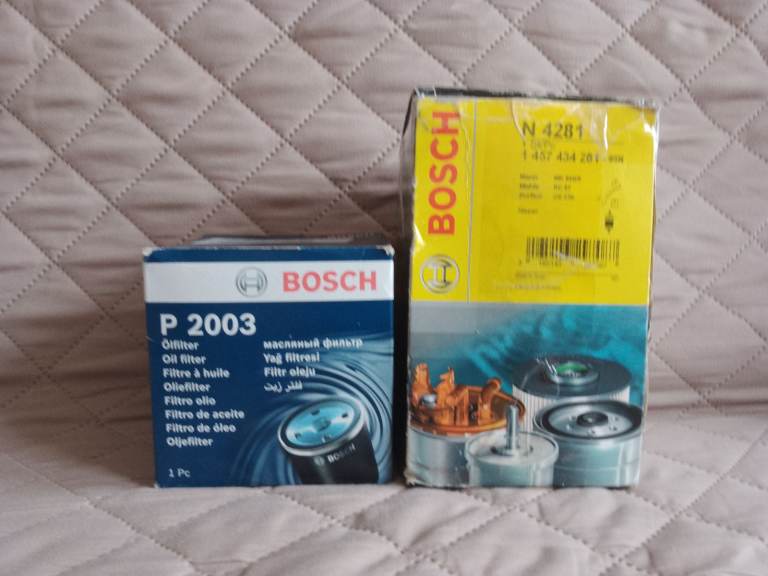 BOSCH
P 2003
Ölfilter
Oil filter
Filtre à huile
Oliefilter
Filtro olio
Filtro de aceite
Filtro de óleo
Oljefilter
масляный фильтр
Yağ filtresi
Filtr oleju
فلتر زيت
1 Pc
BOSCH
BOSCH
N 4281
1 457 434 281